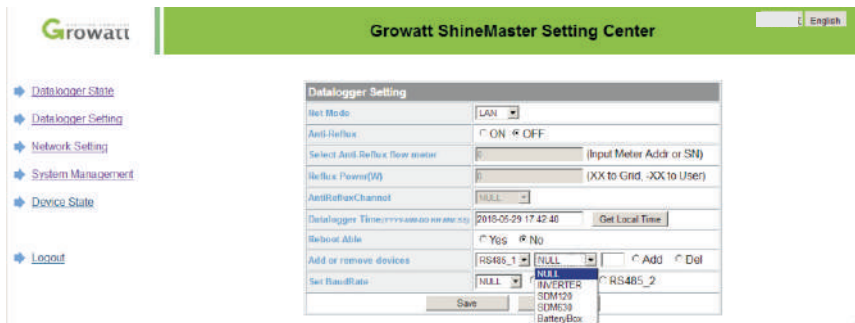 Growatt
Growatt ShineMaster Setting Center
English
Datalogger State
Datalogger Setting
Network Setting
System Management
Device State
Logout
Datalogger Setting
Net Mode LAN
Anti-Reflux ON OFF
Select Anti-Reflux flow meter 0 (Input Meter Addr or SN)
Reflux Power(W) 0 (XX to Grid, -XX to User)
AntiRefluxChannel NULL
Datalogger Time 2018-05-29 17:42:40 Get Local Time
Reboot Able Yes No
Add or remove devices RS485_1 NULL Add Del
Set BaudRate NULL RS485_2
NULL
INVERTER
SDM120
SDM630
BatteryBox
Save